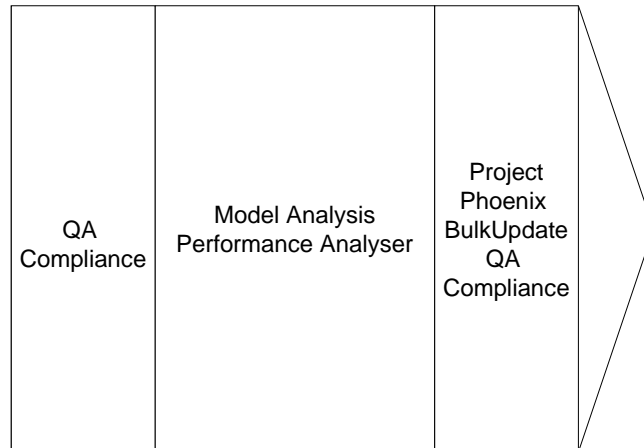 QA
Compliance
Model Analysis
Performance Analyser
Project
Phoenix
BulkUpdate
QA
Compliance